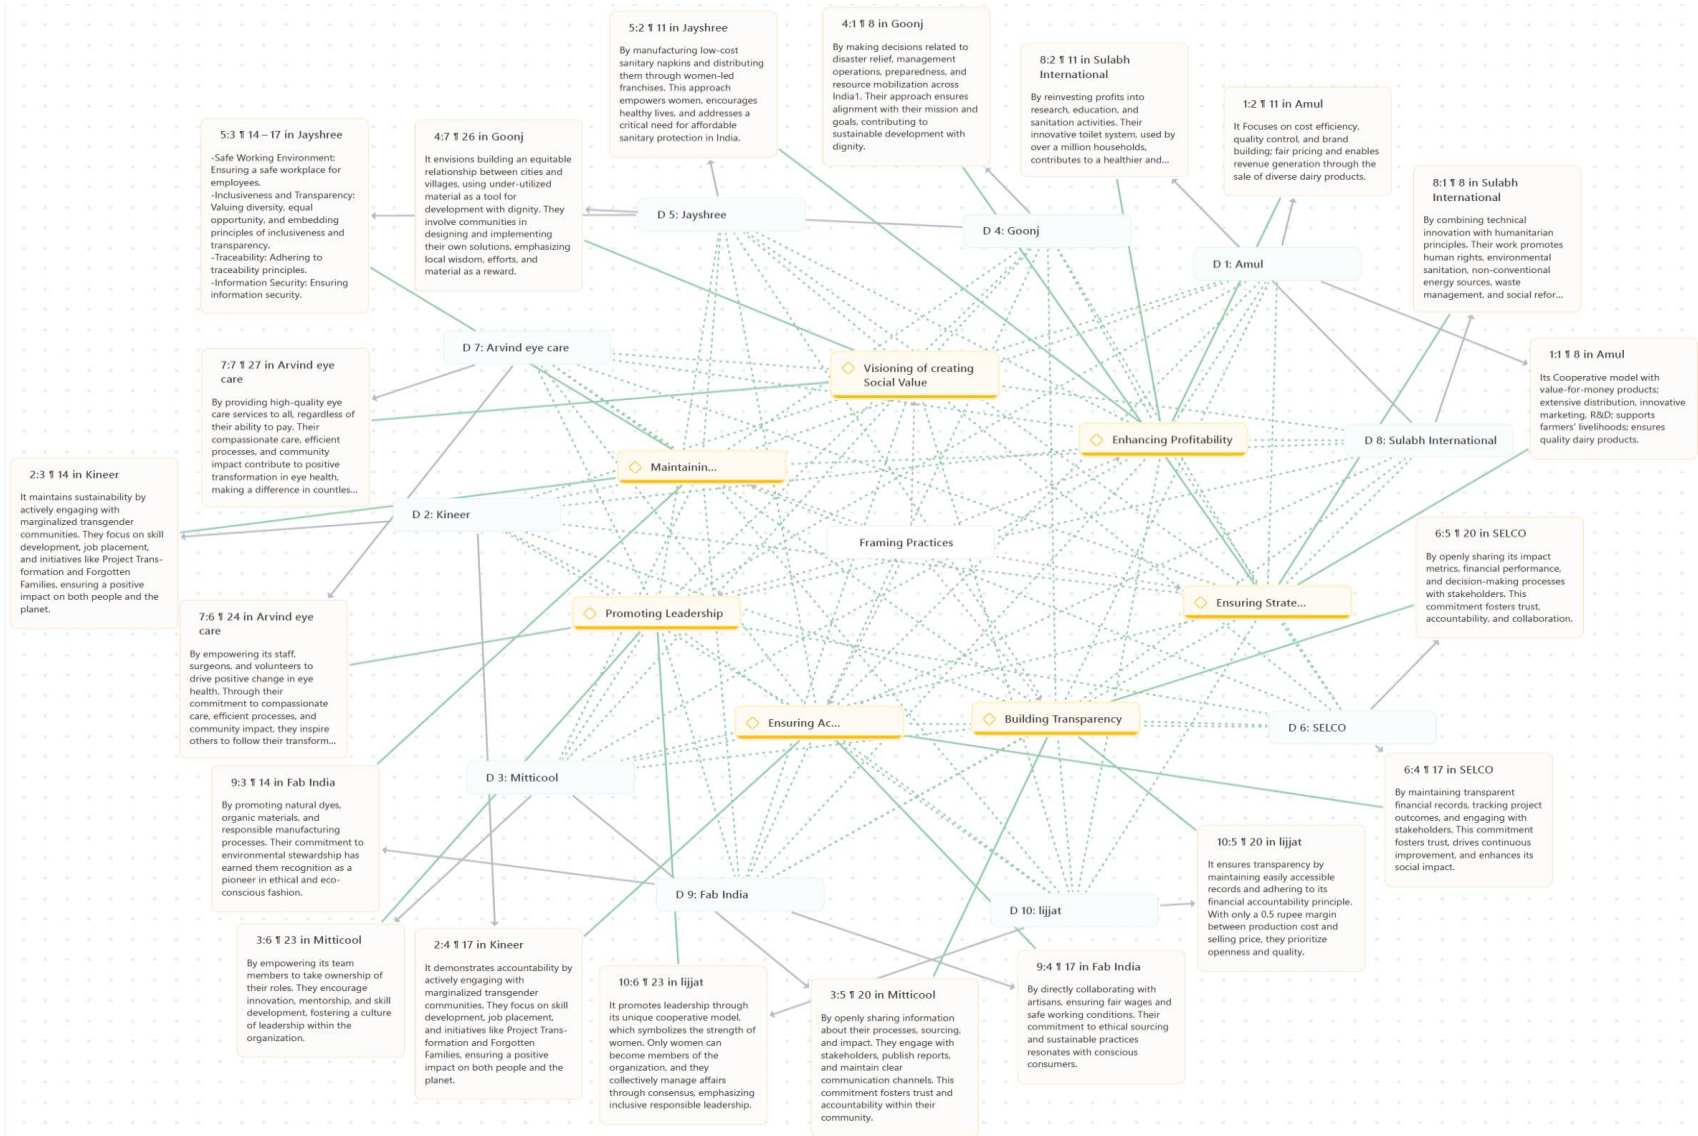 5:2 ¶ 11 in Jayshree
By manufacturing low-cost
sanitary napkins and distributing
them through women-led
franchises. This approach
empowers women, encourages
healthy lives, and addresses a
critical need for affordable
sanitary protection in India.
4:1 ¶ 8 in Goonj
By making decisions related to
disaster relief, management
operations, preparedness, and
resource mobilization across
India1. Their approach ensures
alignment with their mission and
goals, contributing to
sustainable development with
dignity.
8:2 ¶ 11 in Sulabh
International
By reinvesting profits into
research, education, and
sanitation activities. Their
innovative toilet system, used by
over a million households,
contributes to a healthier and...
1:2 ¶ 11 in Amul
It Focuses on cost efficiency,
quality control, and brand
building; fair pricing and enables
revenue generation through the
sale of diverse dairy products.
5:3 ¶ 14 – 17 in Jayshree
-Safe Working Environment:
Ensuring a safe workplace for
employees.
-Inclusiveness and Transparency:
Valuing diversity, equal
opportunity, and embedding
principles of inclusiveness and
transparency.
-Traceability: Adhering to
traceability principles.
-Information Security: Ensuring
information security.
4:7 ¶ 26 in Goonj
It envisions building an equitable
relationship between cities and
villages, using under-utilized
material as a tool for
development with dignity. They
involve communities in
designing and implementing
their own solutions, emphasizing
local wisdom, efforts, and
material as a reward.
8:1 ¶ 8 in Sulabh
International
By combining technical
innovation with humanitarian
principles. Their work promotes
human rights, environmental
sanitation, non-conventional
energy sources, waste
management, and social refor...
D 5: Jayshree
D 4: Goonj
D 1: Amul
D 7: Arvind eye care
7:7 ¶ 27 in Arvind eye
care
By providing high-quality eye
care services to all, regardless of
their ability to pay. Their
compassionate care, efficient
processes, and community
impact contribute to positive
transformation in eye health,
making a difference in countles...
Visioning of creating
Social Value
1:1 ¶ 8 in Amul
Its Cooperative model with
value-for-money products;
extensive distribution, innovative
marketing, R&D; supports
farmers' livelihoods; ensures
quality dairy products.
Enhancing Profitability
D 8: Sulabh International
Maintainin...
2:3 ¶ 14 in Kineer
It maintains sustainability by
actively engaging with
marginalized transgender
communities. They focus on skill
development, job placement,
and initiatives like Project Trans-
formation and Forgotten
Families, ensuring a positive
impact on both people and the
planet.
D 2: Kineer
Framing Practices
6:5 ¶ 20 in SELCO
By openly sharing its impact
metrics, financial performance,
and decision-making processes
with stakeholders. This
commitment fosters trust,
accountability, and collaboration.
7:6 ¶ 24 in Arvind eye
care
By empowering its staff,
surgeons, and volunteers to
drive positive change in eye
health. Through their
commitment to compassionate
care, efficient processes, and
community impact, they inspire
others to follow their transform...
Promoting Leadership
Ensuring Strate...
Ensuring Ac...
Building Transparency
D 6: SELCO
D 3: Mitticool
9:3 ¶ 14 in Fab India
By promoting natural dyes,
organic materials, and
responsible manufacturing
processes. Their commitment to
environmental stewardship has
earned them recognition as a
pioneer in ethical and eco-
conscious fashion.
6:4 ¶ 17 in SELCO
By maintaining transparent
financial records, tracking project
outcomes, and engaging with
stakeholders. This commitment
fosters trust, drives continuous
improvement, and enhances its
social impact.
10:5 ¶ 20 in lijjat
It ensures transparency by
maintaining easily accessible
records and adhering to its
financial accountability principle.
With only a 0.5 rupee margin
between production cost and
selling price, they prioritize
openness and quality.
D 9: Fab India
D 10: lijjat
3:6 ¶ 23 in Mitticool
By empowering its team
members to take ownership of
their roles. They encourage
innovation, mentorship, and skill
development, fostering a culture
of leadership within the
organization.
2:4 ¶ 17 in Kineer
It demonstrates accountability by
actively engaging with
marginalized transgender
communities. They focus on skill
development, job placement,
and initiatives like Project Trans-
formation and Forgotten
Families, ensuring a positive
impact on both people and the
planet.
10:6 ¶ 23 in lijjat
It promotes leadership through
its unique cooperative model,
which symbolizes the strength of
women. Only women can
become members of the
organization, and they
collectively manage affairs
through consensus, emphasizing
inclusive responsible leadership.
3:5 ¶ 20 in Mitticool
By openly sharing information
about their processes, sourcing,
and impact. They engage with
stakeholders, publish reports,
and maintain clear
communication channels. This
commitment fosters trust and
accountability within their
community.
9:4 ¶ 17 in Fab India
By directly collaborating with
artisans, ensuring fair wages and
safe working conditions. Their
commitment to ethical sourcing
and sustainable practices
resonates with conscious
consumers.